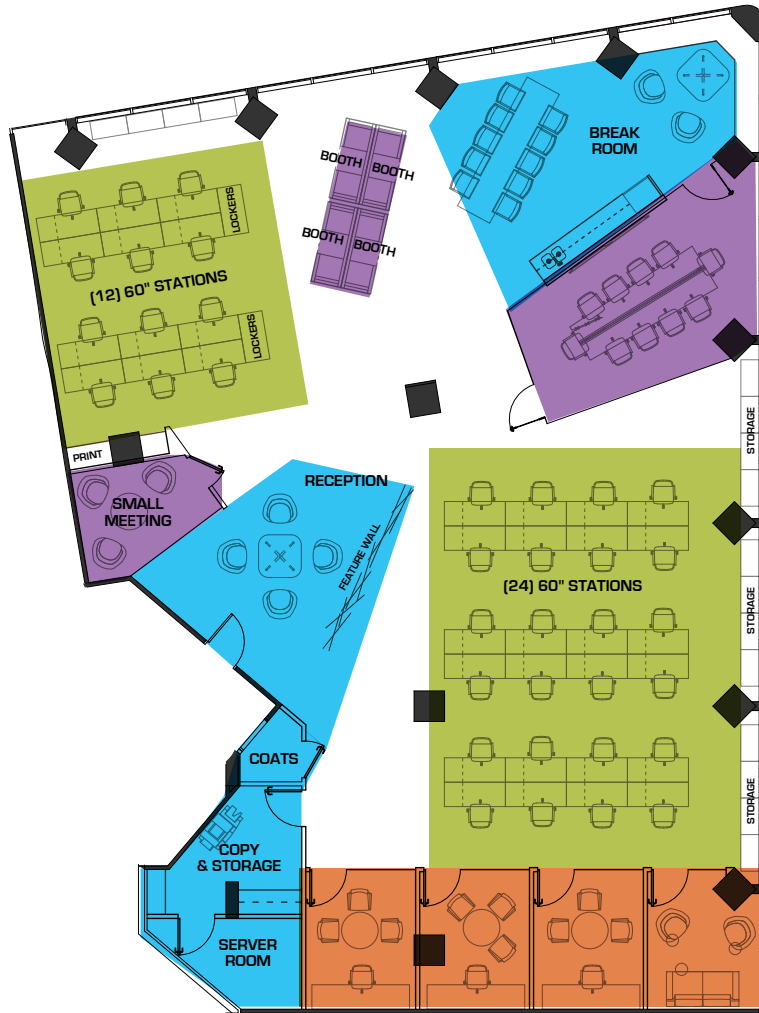 BREAK
ROOM
BOOTH
BOOTH
LOCKERS
BOOTH
BOOTH
(12) 60" STATIONS
LOCKERS
STORAGE
PRINT
RECEPTION
SMALL
MEETING
FEATURE WALL
(24) 60" STATIONS
STORAGE
COATS
STORAGE
COPY
& STORAGE
SERVER
ROOM